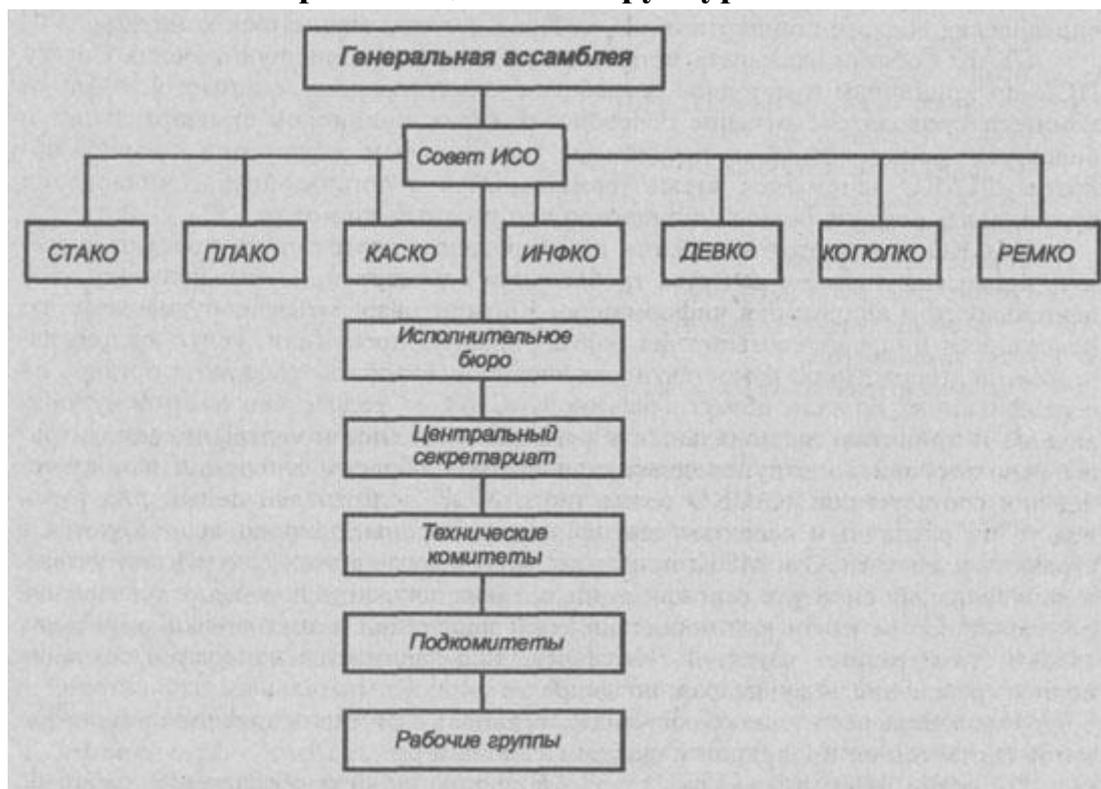 Генеральная ассамблея
Совет ИСО
СТАКО
ПЛАКО
КАСКО
ИНФКО
ДЕВКО
КОПОЛКО
РЕМКО
Исполнительное
бюро
Центральный
секретариат
Технические
комитеты
Подкомитеты
Рабочие группы